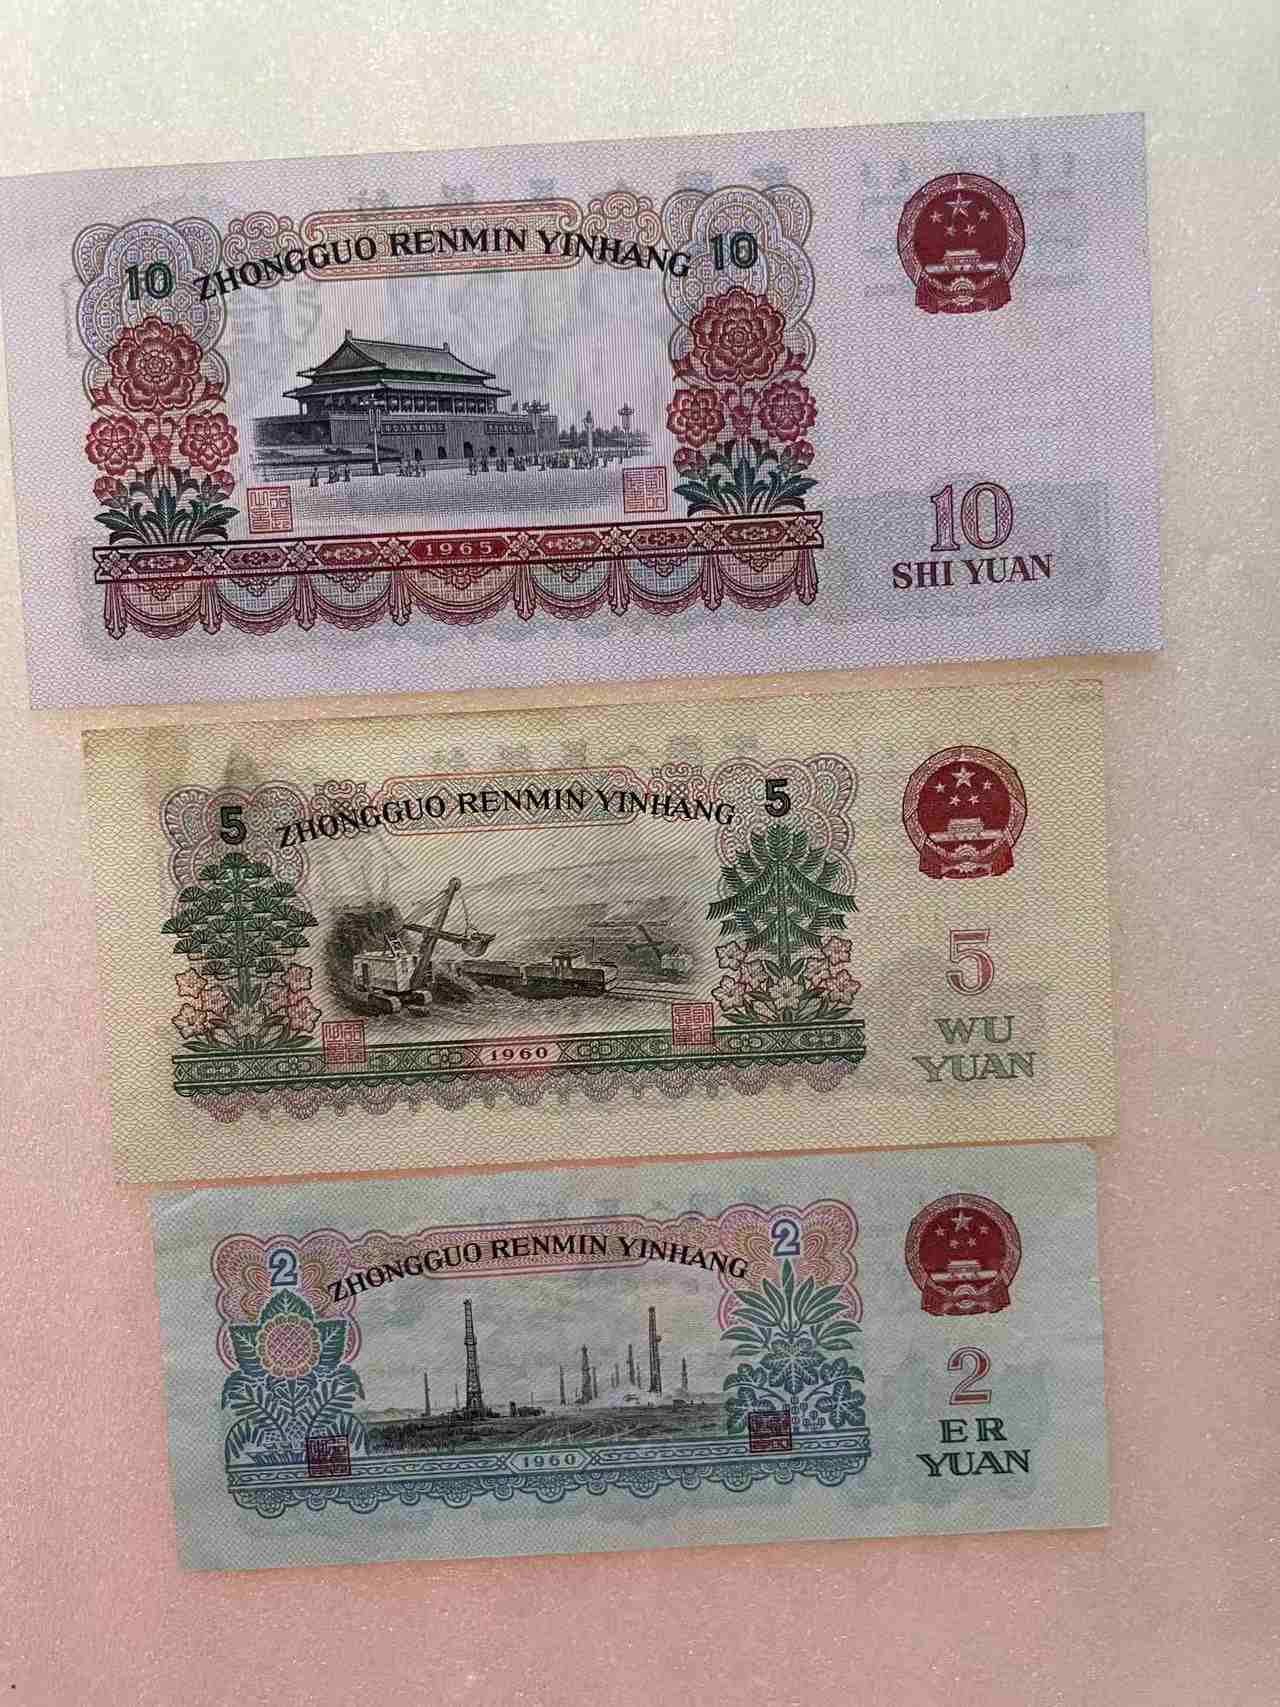 10 ZHONGGUO RENMIN YINHANG 10
1965
10
SHI YUAN
5 ZHONGGUO RENMIN YINHANG 5
1960
5
WU
YUAN
2 ZHONGGUO RENMIN YINHANG 2
1960
2
ER
YUAN